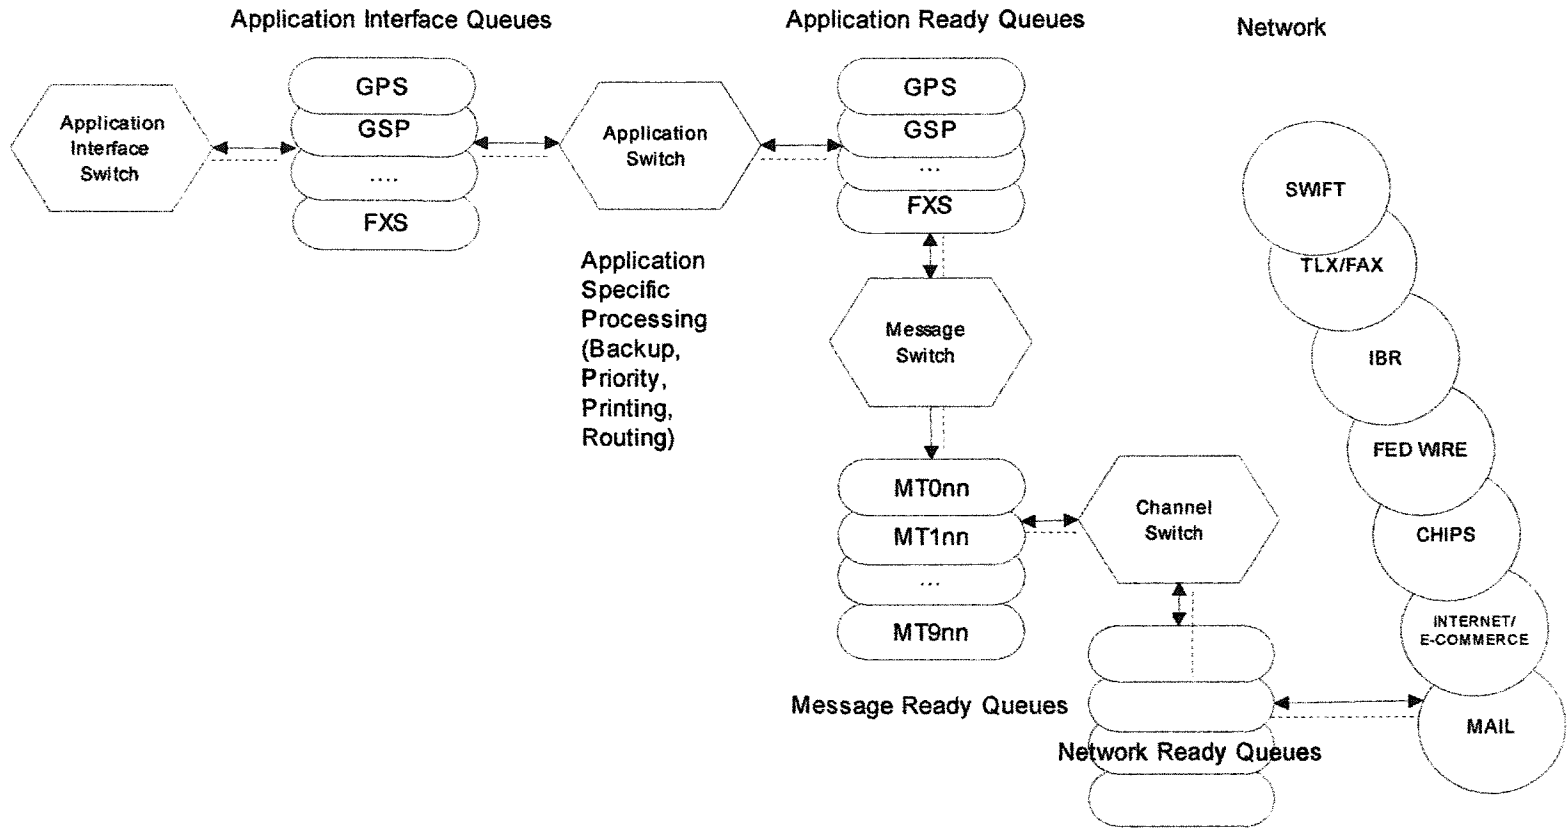 Application Interface Queues
Application Ready Queues
Network
GPS
GSP
....
FXS
Application
Interface
Switch
Application
Switch
GPS
GSP
...
FXS
Application
Specific
Processing
(Backup,
Priority,
Printing,
Routing)
Message
Switch
MT0nn
MT1nn
...
MT9nn
Message Ready Queues
Channel
Switch
Network Ready Queues
SWIFT
TLX/FAX
IBR
FED WIRE
CHIPS
INTERNET/
E-COMMERCE
MAIL